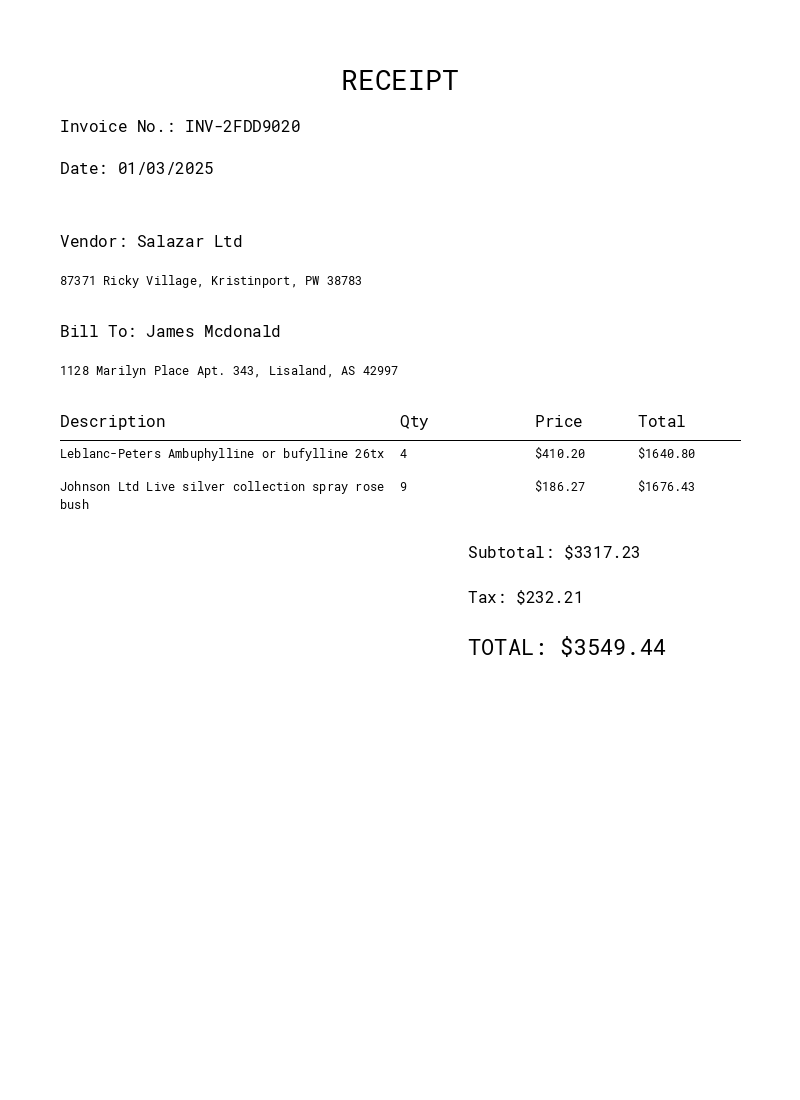 RECEIPT
Invoice No.: INV-2FDD9020
Date: 01/03/2025
Vendor: Salazar Ltd
87371 Ricky Village, Kristinport, PW 38783
Bill To: James Mcdonald
1128 Marilyn Place Apt. 343, Lisaland, AS 42997
Description Qty Price Total
Leblanc-Peters Ambuphylline or bufylline 26tx 4 $410.20 $1640.80
Johnson Ltd Live silver collection spray rose 9 $186.27 $1676.43
bush
Subtotal: $3317.23
Tax: $232.21
TOTAL: $3549.44